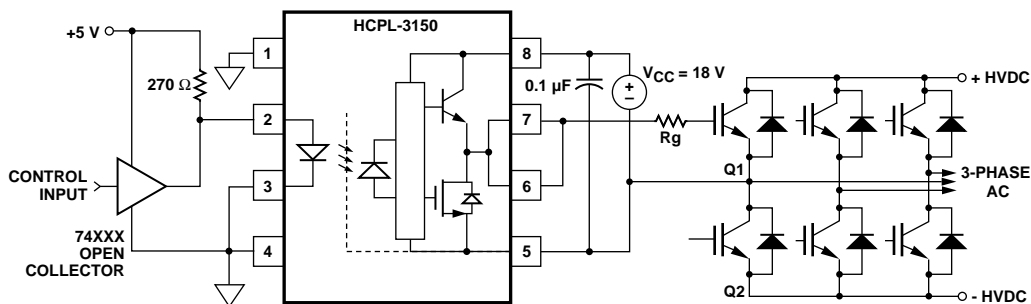 HCPL-3150
+5 V
270 Ω
CONTROL
INPUT
74XXX
OPEN
COLLECTOR
1
2
3
4
8
7
6
5
0.1 µF
VCC = 18 V
+
−
Rg
Q1
Q2
+ HVDC
3-PHASE
AC
- HVDC